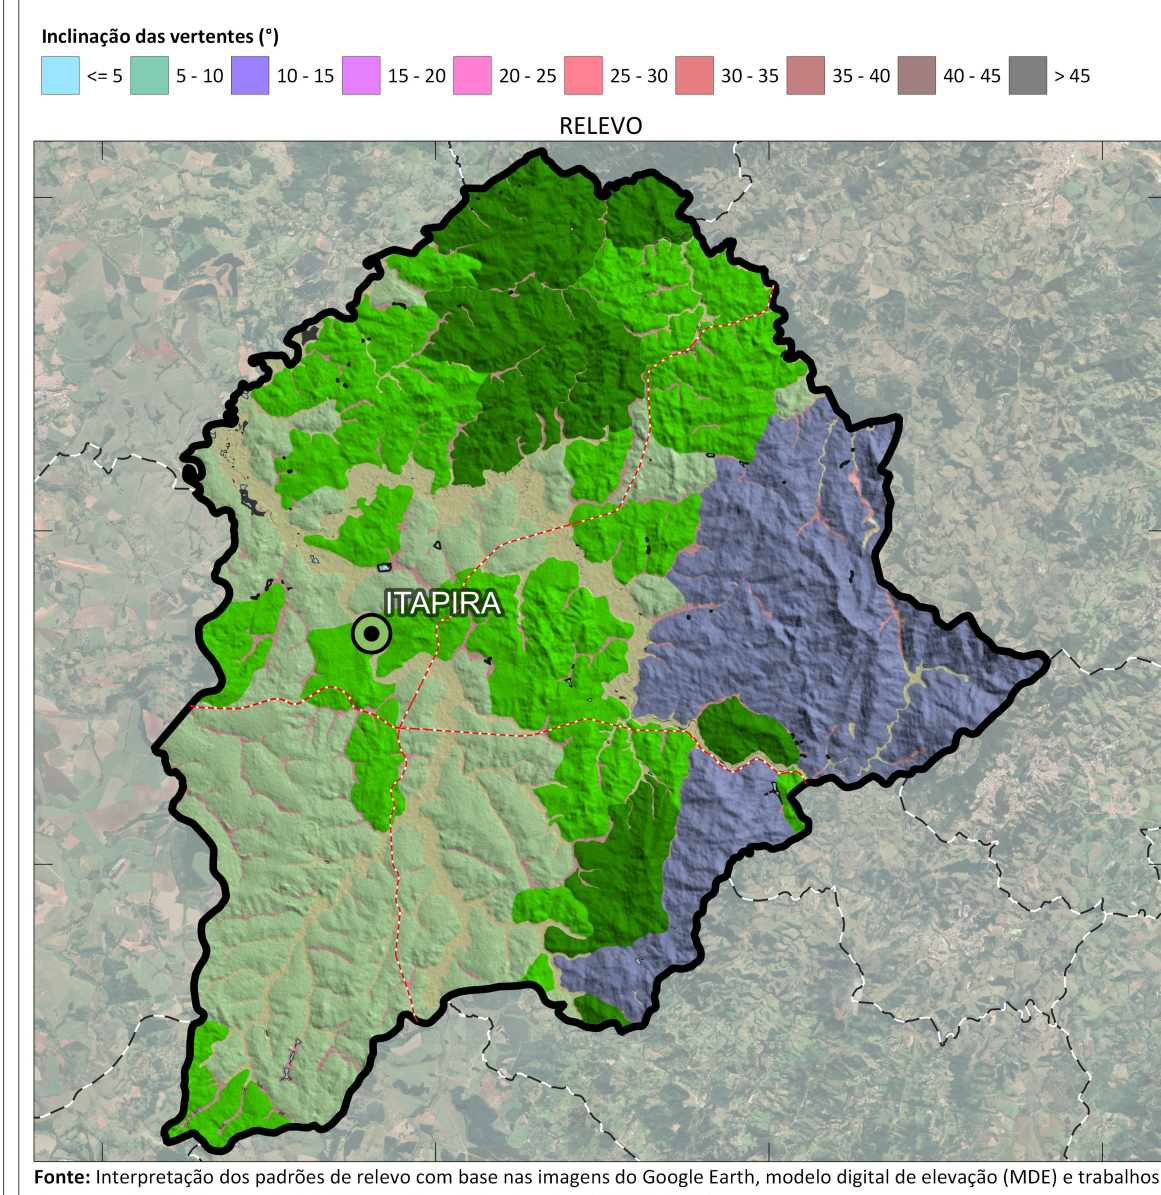 Inclinação das vertentes (°)
<= 5 5 - 10 10 - 15 15 - 20 20 - 25 25 - 30 30 - 35 35 - 40 40 - 45 > 45
RELEVO
ITAPIRA
Fonte: Interpretação dos padrões de relevo com base nas imagens do Google Earth, modelo digital de elevação (MDE) e trabalhos